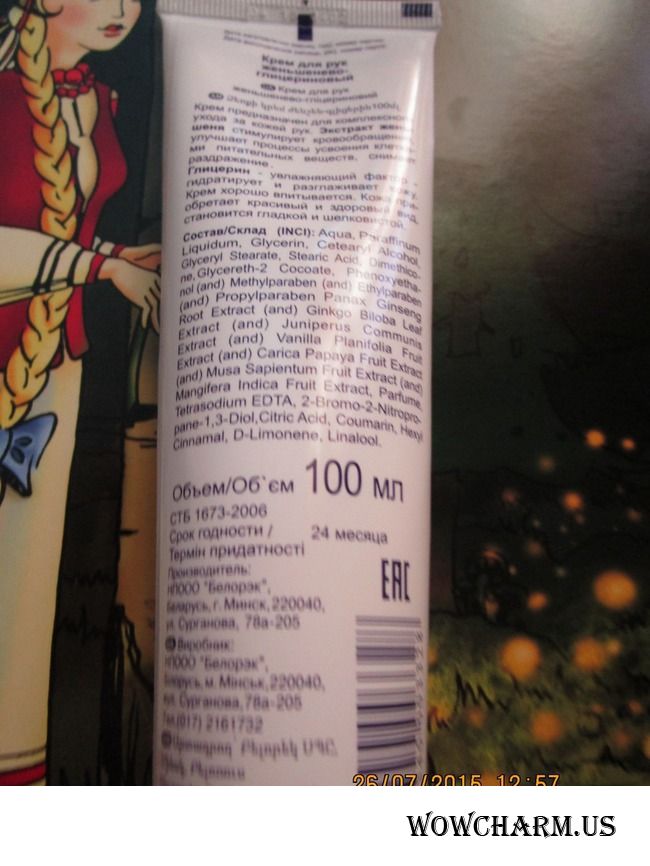 Крем для рук
женьшенево-
глицериновый
Крем для рук
женьшенево-гліцериновий
Крем предназначен для комплексного
ухода за кожей рук. Экстракт жень-
шеня стимулирует кровообращение,
улучшает процессы усвоения клетка-
ми питательных веществ, снимает
раздражение.
Глицерин - увлажняющий фактор -
гидратирует и разглаживает кожу.
Крем хорошо впитывается. Кожа при-
обретает красивый и здоровый вид,
становится гладкой и шелковистой.
Состав/Склад (INCI): Aqua, Paraffinum
Liquidum, Glycerin, Cetearyl Alcohol,
Glyceryl Stearate, Stearic Acid, Dimethico-
ne, Glycereth-2 Cocoate, Phenoxyetha-
nol (and) Methylparaben (and) Ethylparaben
(and) Propylparaben Panax Ginseng
Root Extract (and) Ginkgo Biloba Leaf
Extract (and) Juniperus Communis
Extract (and) Vanilla Planifolia Fruit
Extract (and) Carica Papaya Fruit Extract
(and) Musa Sapientum Fruit Extract (and)
Mangifera Indica Fruit Extract, Parfume,
Tetrasodium EDTA, 2-Bromo-2-Nitropro-
pane-1,3-Diol,Citric Acid, Coumarin, Hexyl
Cinnamal, D-Limonene, Linalool.
Объем/Об`єм 100 мл
СТБ 1673-2006
Срок годности / 24 месяца
Термін придатності
Производитель:
НПООО "Белорэк",
Беларусь, г. Минск, 220040,
ул. Сурганова, 78а-205
EAC
Виробник:
НПООО "Белорэк",
Білорусь, м. Мінськ, 220040,
вул. Сурганова, 78а-205
Тел.(017) 2161732
26/07/2015 12:57
WOWCHARM.US